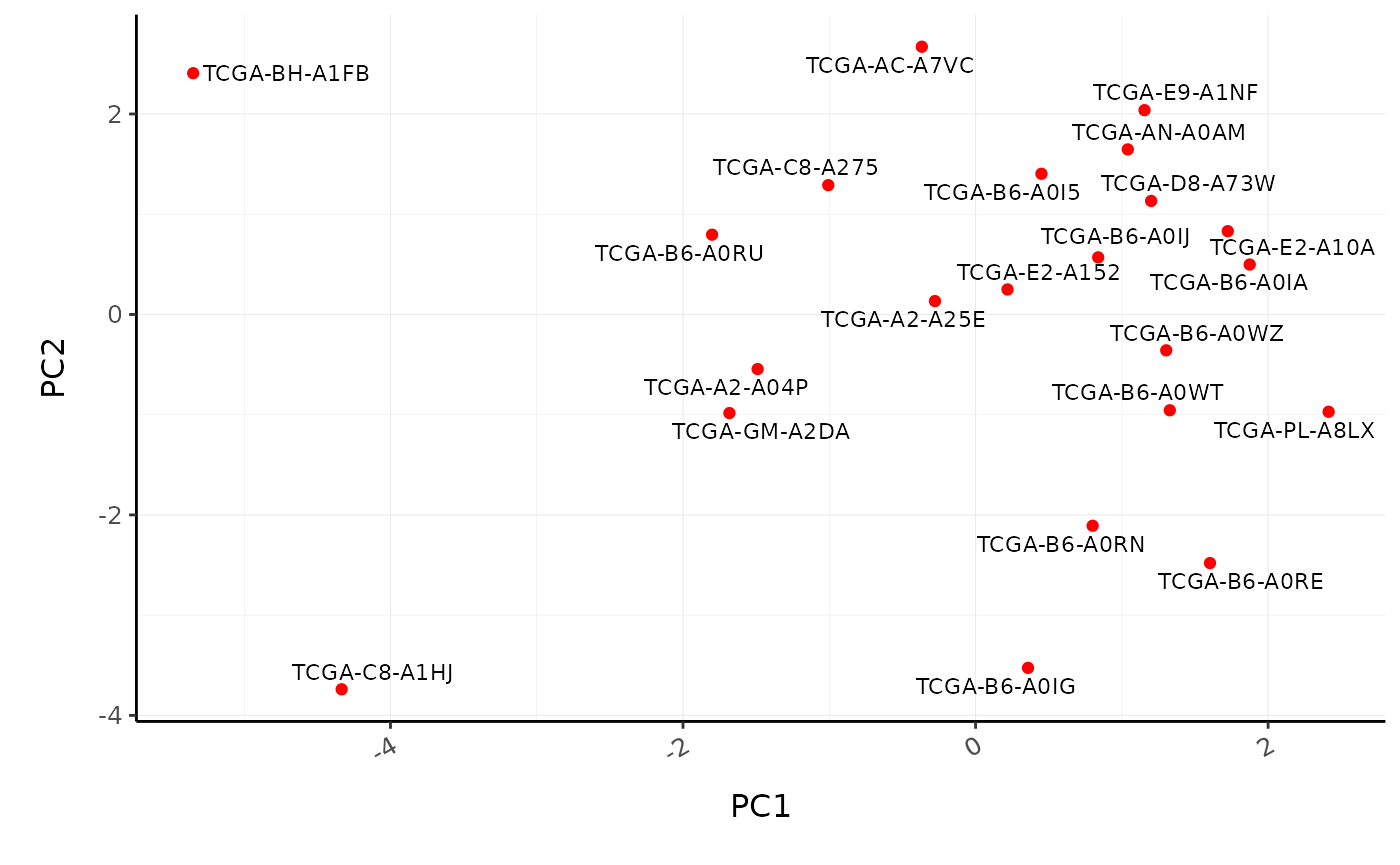 TCGA-AC-A7VC
TCGA-BH-A1FB
TCGA-E9-A1NF
2
TCGA-AN-A0AM
TCGA-C8-A275
TCGA-D8-A73W
TCGA-B6-A0I5
TCGA-B6-A0IJ
TCGA-E2-A10A
TCGA-B6-A0RU
TCGA-E2-A152
TCGA-B6-A0IA
0
TCGA-A2-A25E
TCGA-B6-A0WZ
PC2
TCGA-A2-A04P
TCGA-B6-A0WT
TCGA-GM-A2DA
TCGA-PL-A8LX
-2
TCGA-B6-A0RN
TCGA-B6-A0RE
TCGA-C8-A1HJ
TCGA-B6-A0IG
-4
-4
-2
0
2
PC1